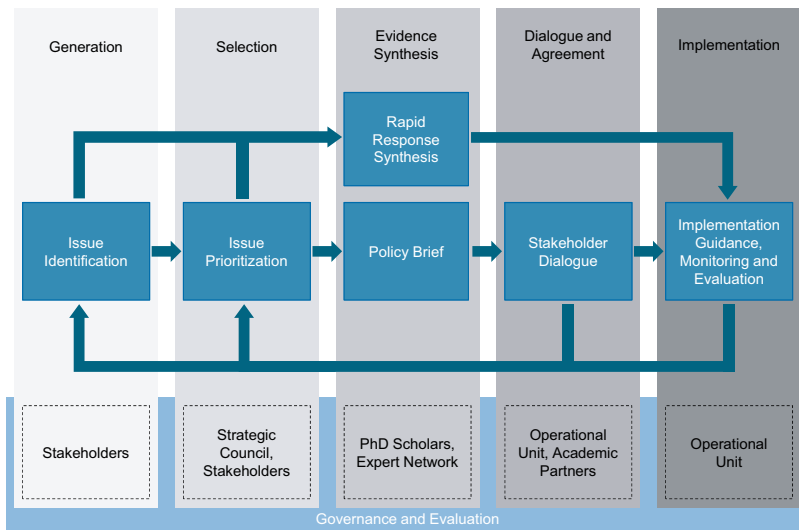 Generation
Selection
Evidence
Synthesis
Dialogue and
Agreement
Implementation
Rapid
Response
Synthesis
Issue
Identification
Issue
Prioritization
Policy Brief
Stakeholder
Dialogue
Implementation
Guidance,
Monitoring and
Evaluation
Stakeholders
Strategic
Council,
Stakeholders
PhD Scholars,
Expert Network
Operational
Unit, Academic
Partners
Operational
Unit
Governance and Evaluation